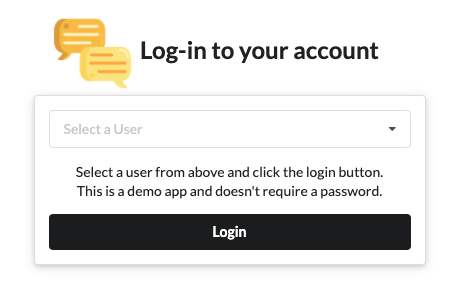 Log-in to your account
Select a User
Select a user from above and click the login button.
This is a demo app and doesn't require a password.
Login